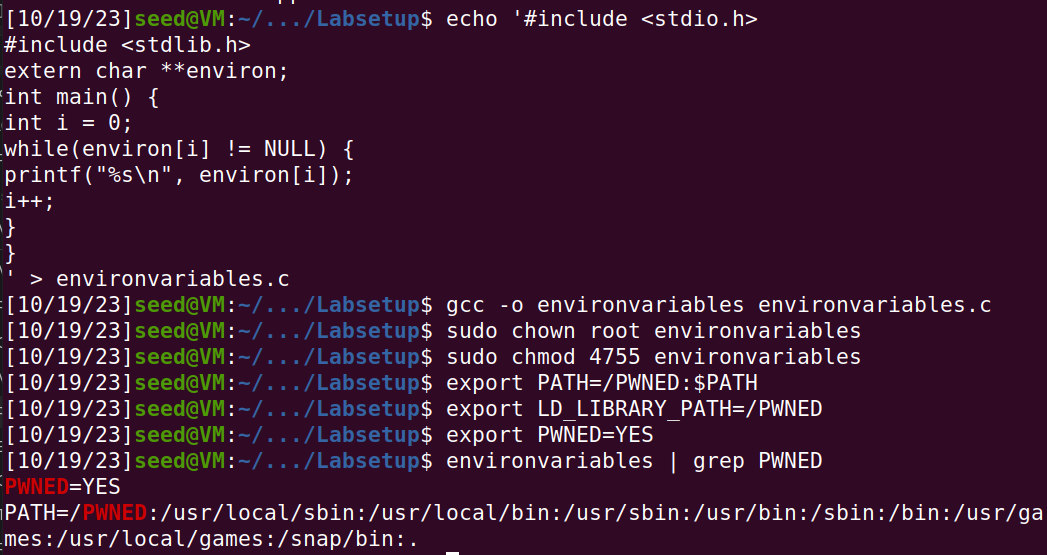 [10/19/23]seed@VM:~/.../Labsetup$ echo '#include <stdio.h>
#include <stdlib.h>
extern char **environ;
int main() {
int i = 0;
while(environ[i] != NULL) {
printf("%s\n", environ[i]);
i++;
}
}
' > environvariables.c
[10/19/23]seed@VM:~/.../Labsetup$ gcc -o environvariables environvariables.c
[10/19/23]seed@VM:~/.../Labsetup$ sudo chown root environvariables
[10/19/23]seed@VM:~/.../Labsetup$ sudo chmod 4755 environvariables
[10/19/23]seed@VM:~/.../Labsetup$ export PATH=/PWNED:$PATH
[10/19/23]seed@VM:~/.../Labsetup$ export LD_LIBRARY_PATH=/PWNED
[10/19/23]seed@VM:~/.../Labsetup$ export PWNED=YES
[10/19/23]seed@VM:~/.../Labsetup$ environvariables | grep PWNED
PWNED=YES
PATH=/PWNED:/usr/local/sbin:/usr/local/bin:/usr/sbin:/usr/bin:/sbin:/bin:/usr/ga
mes:/usr/local/games:/snap/bin:.